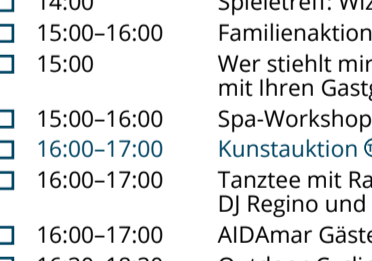 14:00 Spieletreff: Wiz
15:00–16:00 Familienaktion
15:00 Wer stiehlt mir
mit Ihren Gastg
15:00–16:00 Spa-Workshop
16:00–17:00 Kunstauktion
16:00–17:00 Tanztee mit Ra
DJ Regino und
16:00–17:00 AIDAmar Gäste